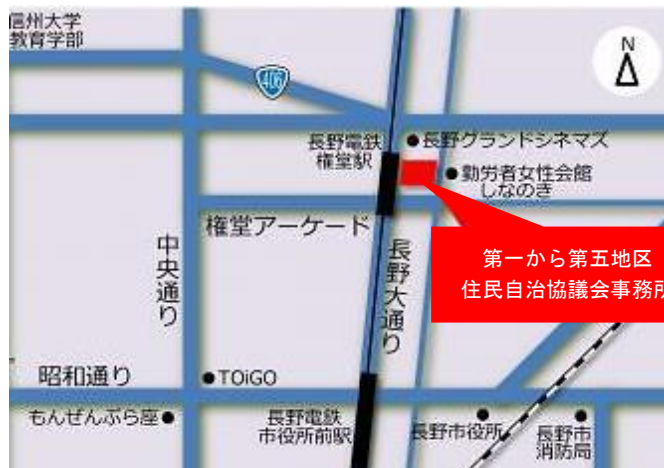 信州大学
教育学部
N
406
長野電鉄
権堂駅
●長野グランドシネマズ
●勤労者女性会館
しなのき
権堂アーケード
中央通り
長野大通り
第一から第五地区
住民自治協議会事務所
昭和通り
●TOiGO
もんぜんぷら座●
長野電鉄
市役所前駅
長野市役所
長野市
消防局